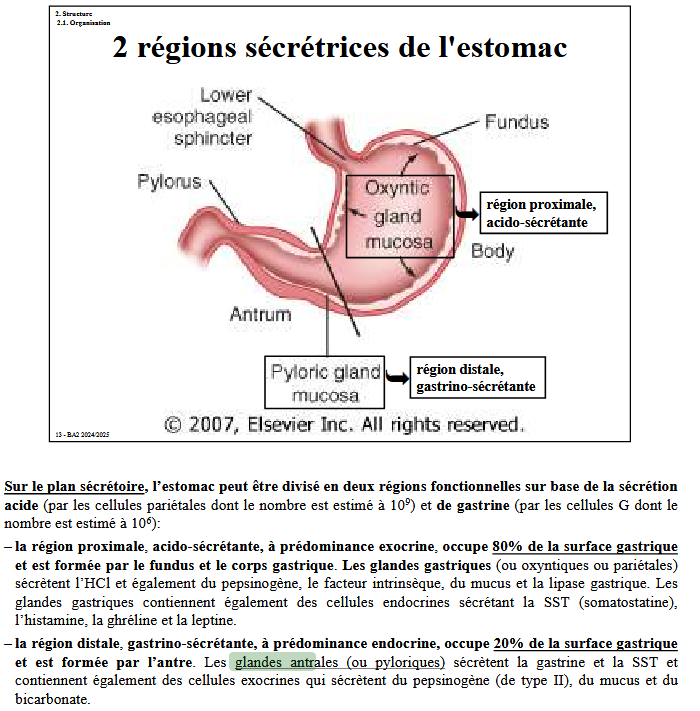 2. Structure
2.1. Organisation
2 régions sécrétrices de l'estomac
Lower
esophageal
sphincter
Fundus
Pylorus
Oxyntic
gland
mucosa
région proximale,
acido-sécrétante
Body
Antrum
Pyloric gland
mucosa
région distale,
gastrino-sécrétante
© 2007, Elsevier Inc. All rights reserved.
13 - BA2 2024/2025
Sur le plan sécrétoire, l'estomac peut être divisé en deux régions fonctionnelles sur base de la sécrétion
acide (par les cellules pariétales dont le nombre est estimé à 10⁹) et de gastrine (par les cellules G dont le
nombre est estimé à 10⁶):
– la région proximale, acido-sécrétante, à prédominance exocrine, occupe 80% de la surface gastrique
et est formée par le fundus et le corps gastrique. Les glandes gastriques (ou oxyntiques ou pariétales)
sécrètent l'HCl et également du pepsinogène, le facteur intrinsèque, du mucus et la lipase gastrique. Les
glandes gastriques contiennent également des cellules endocrines sécrétant la SST (somatostatine),
l'histamine, la ghréline et la leptine.
– la région distale, gastrino-sécrétante, à prédominance endocrine, occupe 20% de la surface gastrique
et est formée par l'antre. Les glandes antrales (ou pyloriques) sécrètent la gastrine et la SST et
contiennent également des cellules exocrines qui sécrètent du pepsinogène (de type II), du mucus et du
bicarbonate.